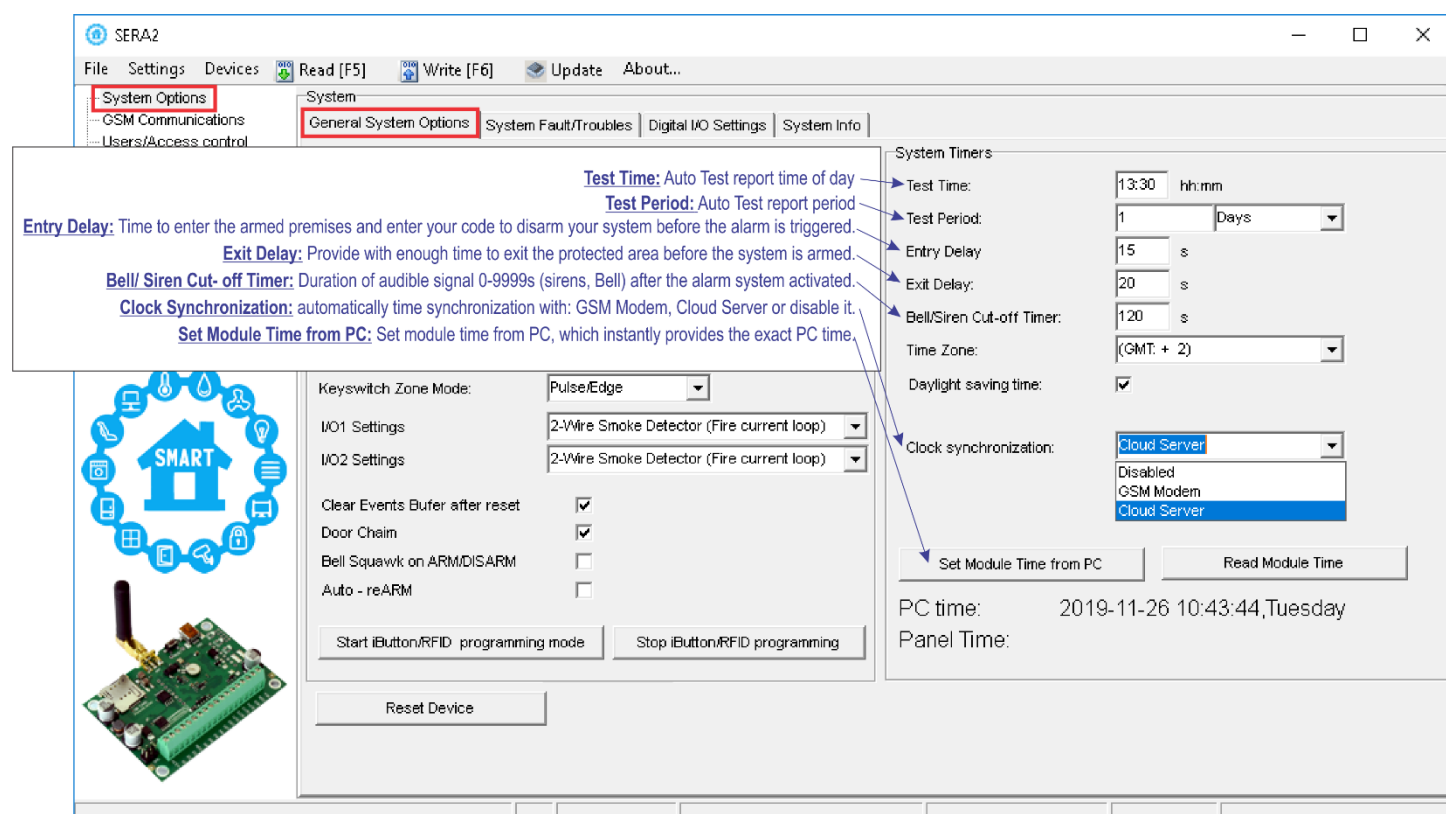 SERA2
File Settings Devices Read [F5] Write [F6] Update About...
System Options
GSM Communications
Users/Access control
System
General System Options System Fault/Troubles Digital I/O Settings System Info
Test Time: Auto Test report time of day
Test Period: Auto Test report period
Entry Delay: Time to enter the armed premises and enter your code to disarm your system before the alarm is triggered.
Exit Delay: Provide with enough time to exit the protected area before the system is armed.
Bell/ Siren Cut- off Timer: Duration of audible signal 0-9999s (sirens, Bell) after the alarm system activated.
Clock Synchronization: automatically time synchronization with: GSM Modem, Cloud Server or disable it.
Set Module Time from PC: Set module time from PC, which instantly provides the exact PC time.
System Timers
Test Time: 13:30 hh:mm
Test Period: 1 Days
Entry Delay 15 s
Exit Delay: 20 s
Bell/Siren Cut-off Timer: 120 s
Time Zone: (GMT: + 2)
Daylight saving time:
Clock synchronization: Cloud Server
Disabled
GSM Modem
Cloud Server
Set Module Time from PC Read Module Time
PC time: 2019-11-26 10:43:44,Tuesday
Panel Time:
SMART
Keyswitch Zone Mode: Pulse/Edge
I/O1 Settings 2-Wire Smoke Detector (Fire current loop)
I/O2 Settings 2-Wire Smoke Detector (Fire current loop)
Clear Events Bufer after reset
Door Chain
Bell Squawk on ARM/DISARM
Auto - reARM
Start iButton/RFID programming mode Stop iButton/RFID programming
Reset Device